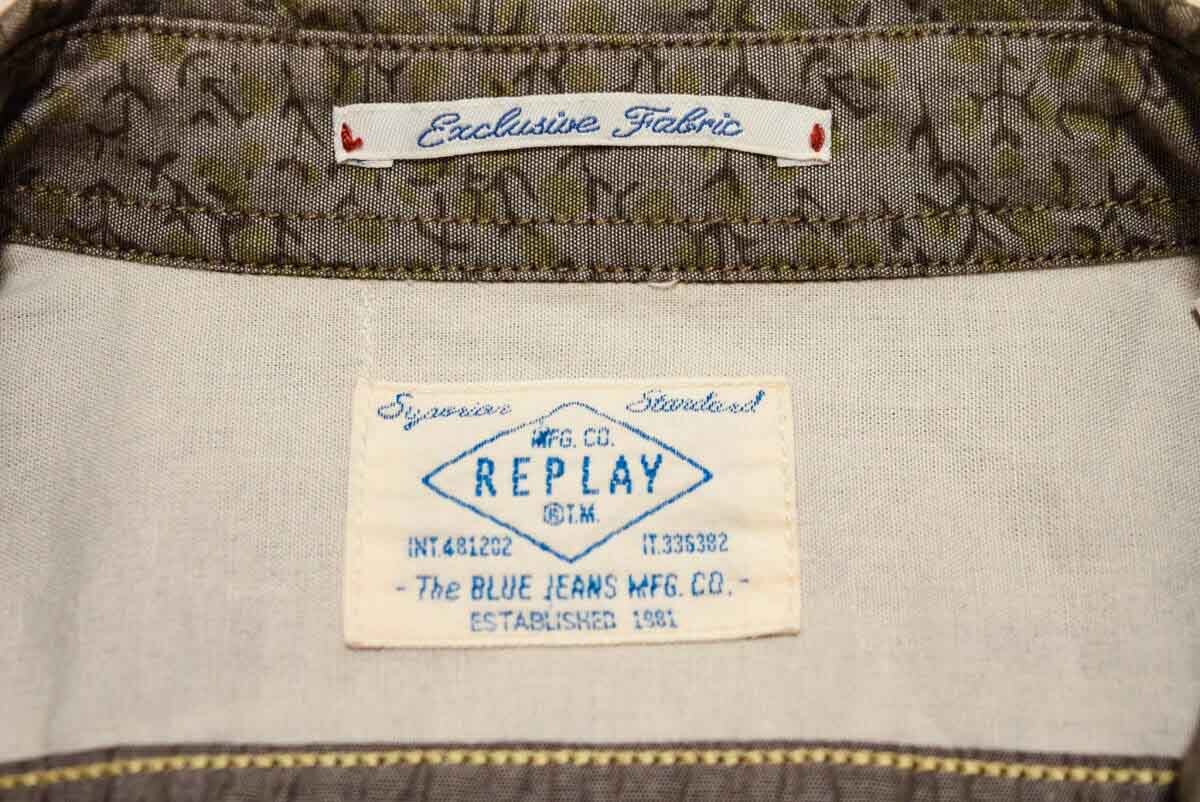 Exclusive Fabric
Superior Standard
MFG. CO.
REPLAY
®T.M.
INT.481202 IT.336382
- The BLUE JEANS MFG. CO. -
ESTABLISHED 1981